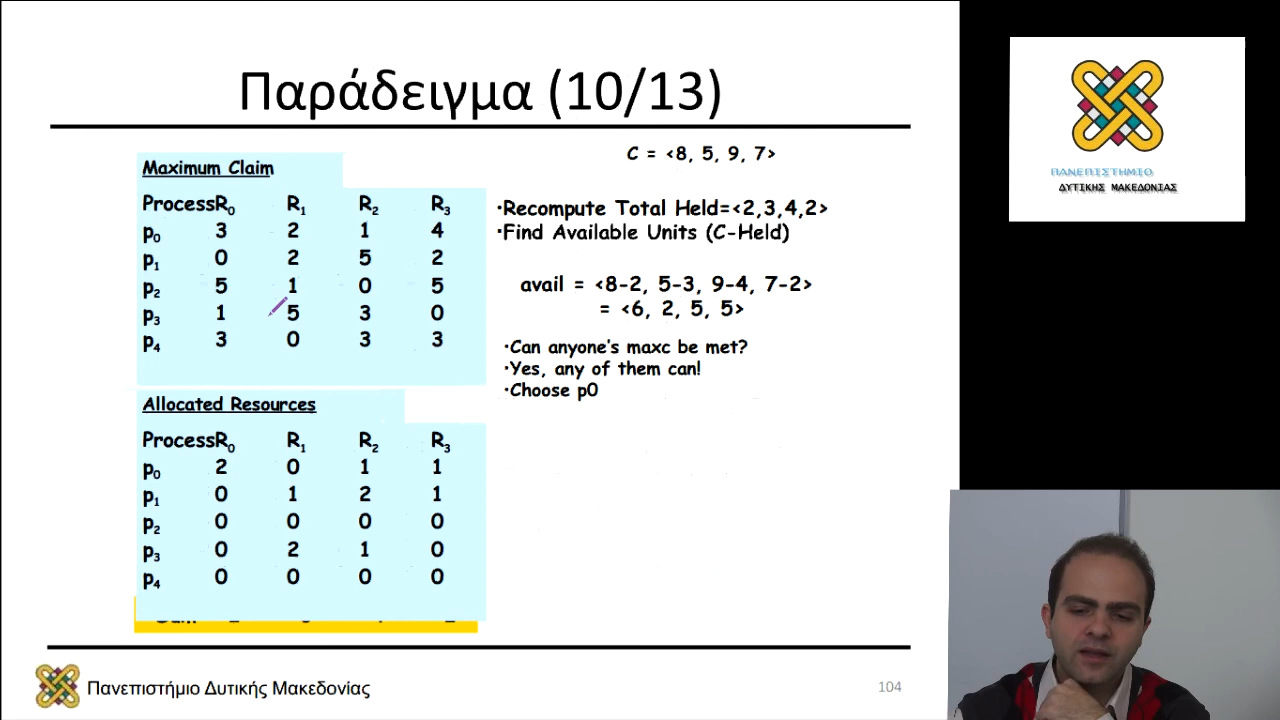 Παράδειγμα (10/13)
Maximum Claim
ProcessR0 R1 R2 R3
p0 3 2 1 4
p1 0 2 5 2
p2 5 1 0 5
p3 1 5 3 0
p4 3 0 3 3
Allocated Resources
ProcessR0 R1 R2 R3
p0 2 0 1 1
p1 0 1 2 1
p2 0 0 0 0
p3 0 2 1 0
p4 0 0 0 0
C = <8, 5, 9, 7>
•Recompute Total Held=<2,3,4,2>
•Find Available Units (C-Held)
avail = <8-2, 5-3, 9-4, 7-2>
= <6, 2, 5, 5>
•Can anyone's maxc be met?
•Yes, any of them can!
•Choose p0
Πανεπιστήμιο Δυτικής Μακεδονίας
104
ΠΑΝΕΠΙΣΤΗΜΙΟ
ΔΥΤΙΚΗΣ ΜΑΚΕΔΟΝΙΑΣ